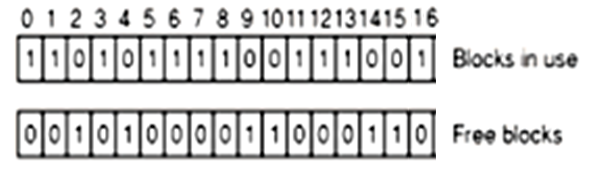 0 1 2 3 4 5 6 7 8 9 10 11 12 13 14 15 16
1 1 0 1 0 1 1 1 1 0 0 1 1 1 0 0 1 Blocks in use
0 0 1 0 1 0 0 0 0 1 1 0 0 0 1 1 0 Free blocks